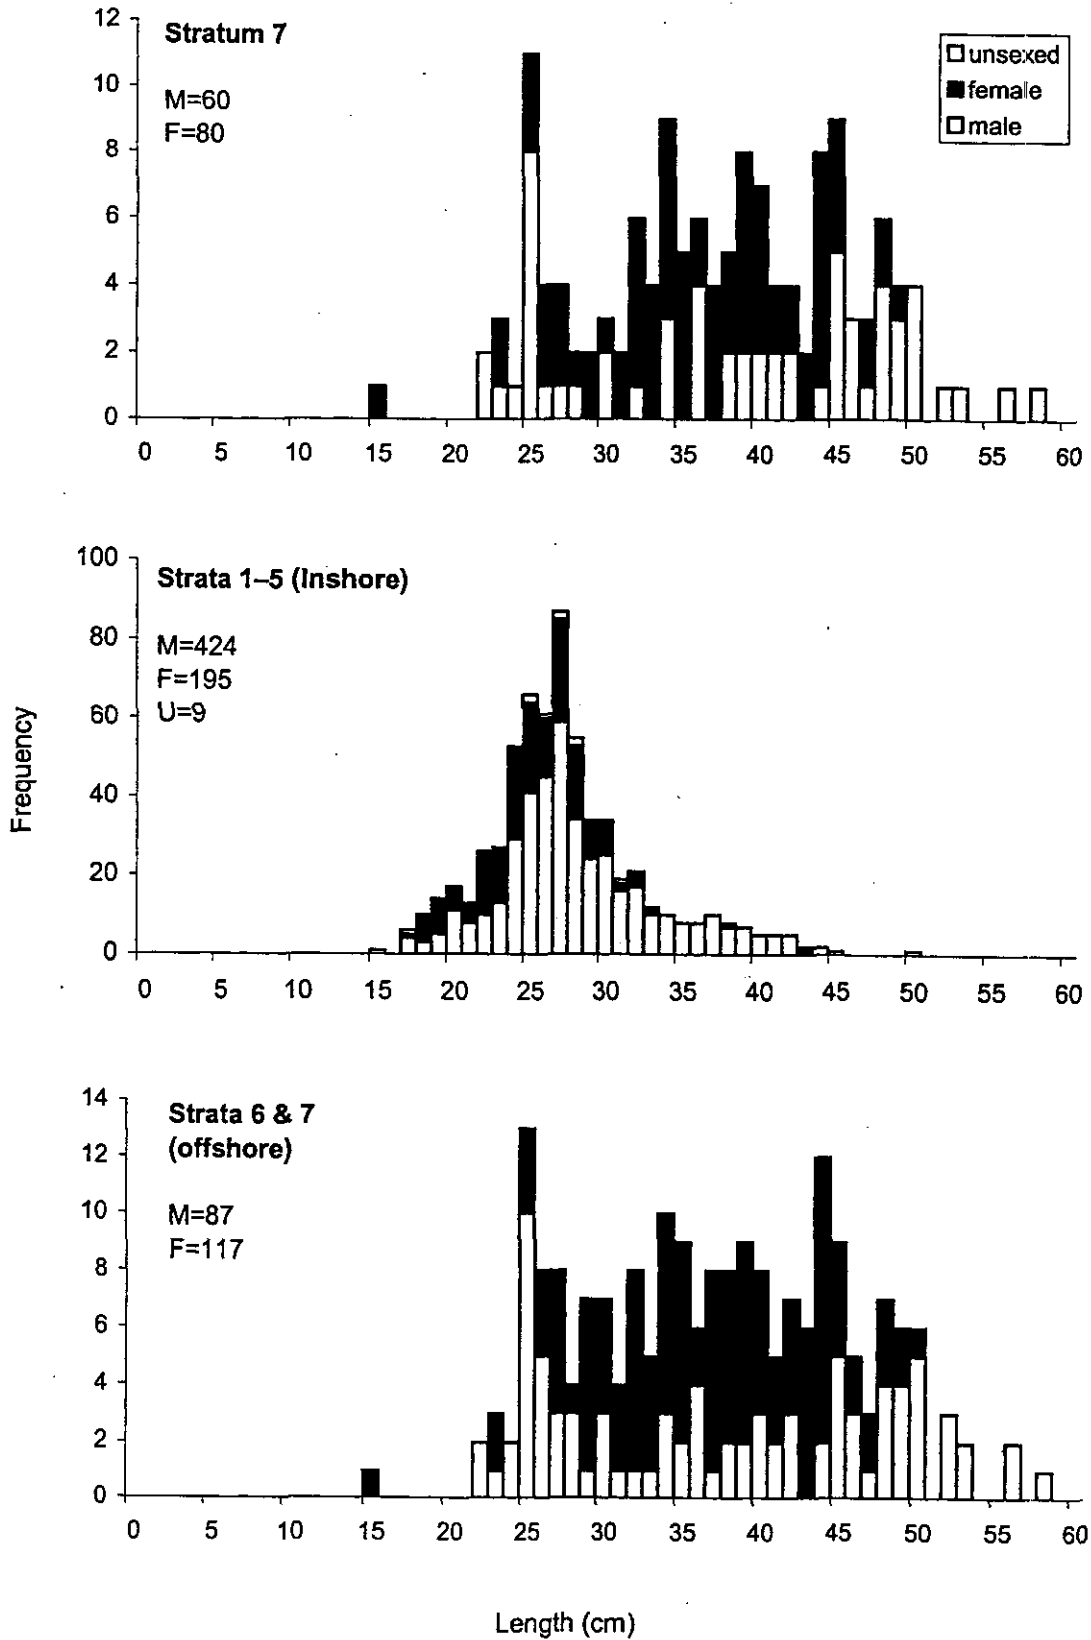 Stratum 7
M=60
F=80
unsexed
female
male
12
10
8
6
4
2
0
0 5 10 15 20 25 30 35 40 45 50 55 60
Strata 1–5 (Inshore)
M=424
F=195
U=9
100
80
60
40
20
0
0 5 10 15 20 25 30 35 40 45 50 55 60
Frequency
Strata 6 & 7
(offshore)
M=87
F=117
14
12
10
8
6
4
2
0
0 5 10 15 20 25 30 35 40 45 50 55 60
Length (cm)